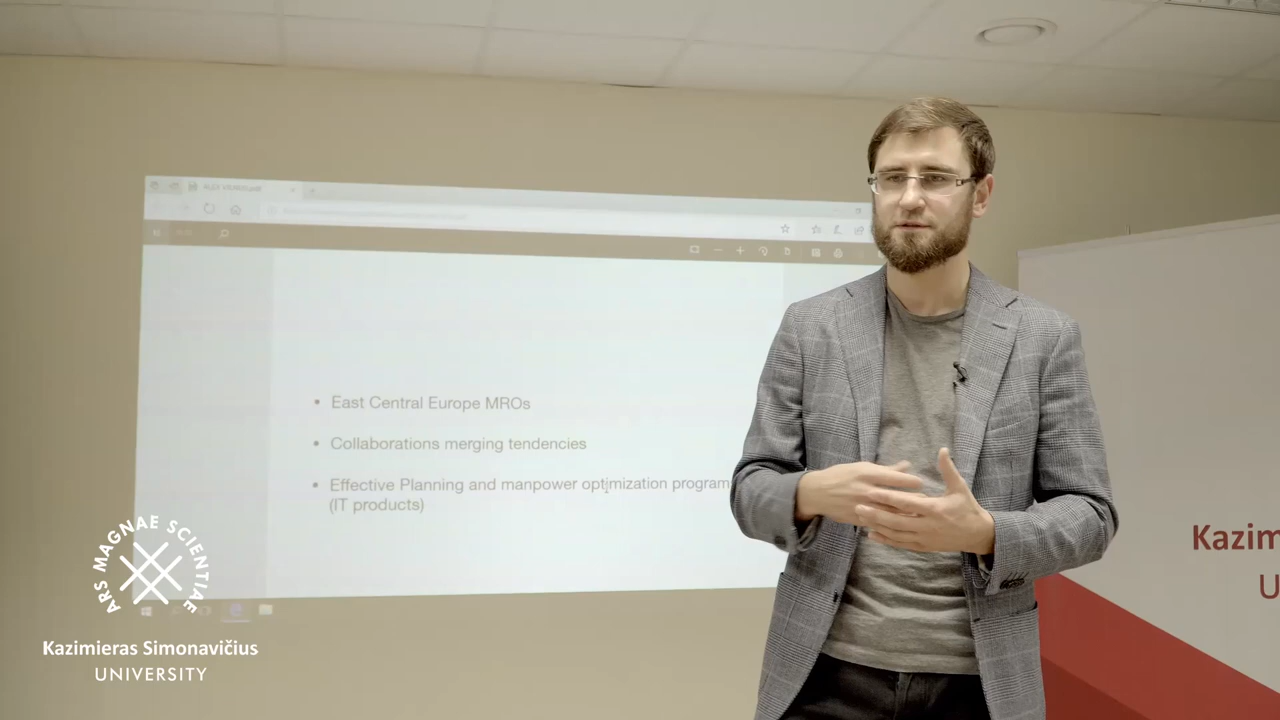 East Central Europe MROs
Collaborations merging tendencies
Effective Planning and manpower optimization program
(IT products)
ARS MAGNAE SCIENTIAE
Kazimieras Simonavičius
UNIVERSITY
Kazim
U